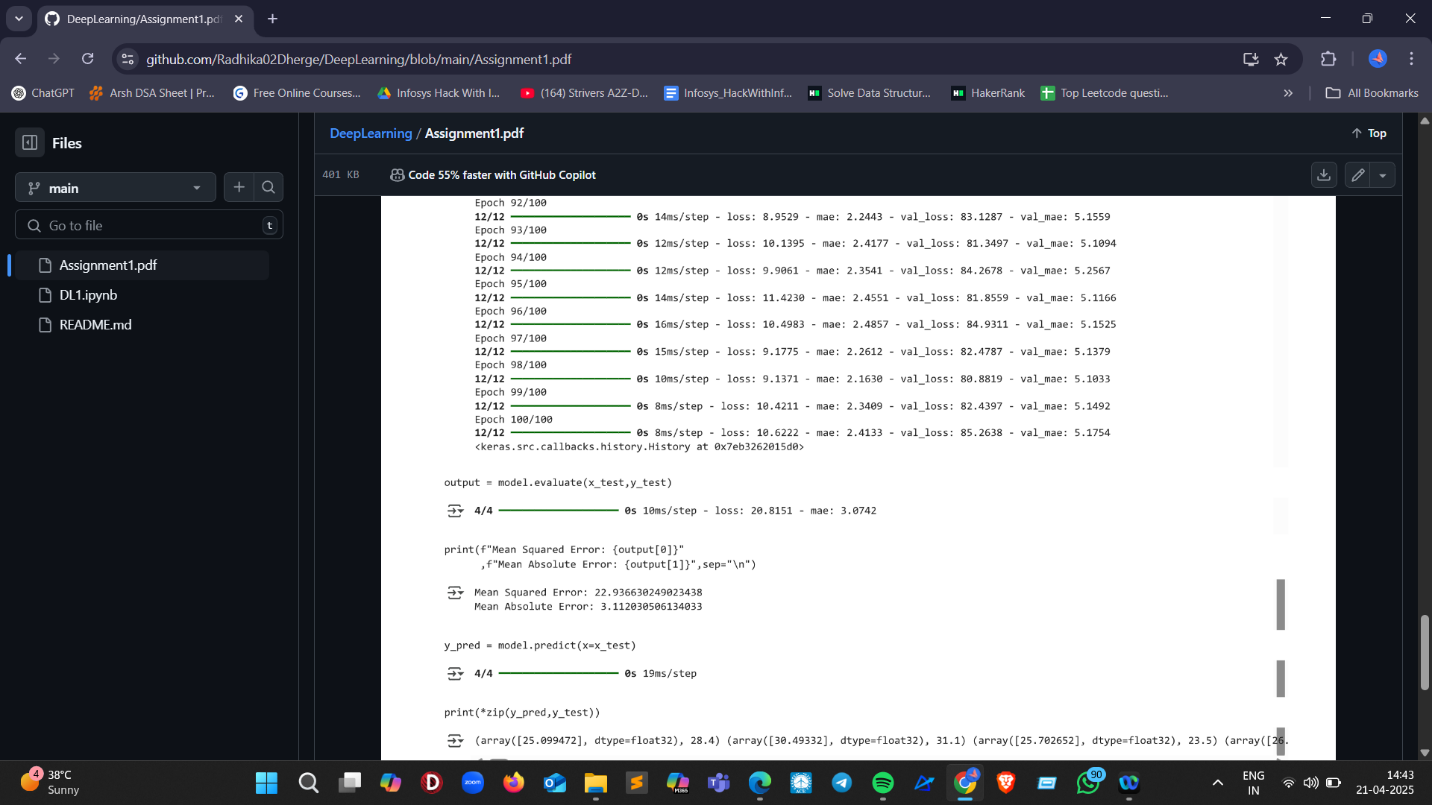 DeepLearning/Assignment1.pdf
github.com/Radhika02Dherge/DeepLearning/blob/main/Assignment1.pdf
ChatGPT
Arsh DSA Sheet | Pr...
Free Online Courses...
Infosys Hack With I...
(164) Strivers A2Z-D...
Infosys_HackWithInf...
Solve Data Structur...
HakerRank
Top Leetcode questi...
»
All Bookmarks
Files
main
Go to file
t
Assignment1.pdf
DL1.ipynb
README.md
DeepLearning / Assignment1.pdf
Top
401 KB
Code 55% faster with GitHub Copilot
Epoch 92/100
12/12 0s 14ms/step - loss: 8.9529 - mae: 2.2443 - val_loss: 83.1287 - val_mae: 5.1559
Epoch 93/100
12/12 0s 12ms/step - loss: 10.1395 - mae: 2.4177 - val_loss: 81.3497 - val_mae: 5.1094
Epoch 94/100
12/12 0s 12ms/step - loss: 9.9061 - mae: 2.3541 - val_loss: 84.2678 - val_mae: 5.2567
Epoch 95/100
12/12 0s 14ms/step - loss: 11.4230 - mae: 2.4551 - val_loss: 81.8559 - val_mae: 5.1166
Epoch 96/100
12/12 0s 16ms/step - loss: 10.4983 - mae: 2.4857 - val_loss: 84.9311 - val_mae: 5.1525
Epoch 97/100
12/12 0s 15ms/step - loss: 9.1775 - mae: 2.2612 - val_loss: 82.4787 - val_mae: 5.1379
Epoch 98/100
12/12 0s 10ms/step - loss: 9.1371 - mae: 2.1630 - val_loss: 80.8819 - val_mae: 5.1033
Epoch 99/100
12/12 0s 8ms/step - loss: 10.4211 - mae: 2.3409 - val_loss: 82.4397 - val_mae: 5.1492
Epoch 100/100
12/12 0s 8ms/step - loss: 10.6222 - mae: 2.4133 - val_loss: 85.2638 - val_mae: 5.1754
<keras.src.callbacks.history.History at 0x7eb3262015d0>
output = model.evaluate(x_test,y_test)
4/4 0s 10ms/step - loss: 20.8151 - mae: 3.0742
print(f"Mean Squared Error: {output[0]}"
,f"Mean Absolute Error: {output[1]}",sep="\n")
Mean Squared Error: 22.936630249023438
Mean Absolute Error: 3.112030506134033
y_pred = model.predict(x=x_test)
4/4 0s 19ms/step
print(*zip(y_pred,y_test))
(array([25.099472], dtype=float32), 28.4) (array([30.49332], dtype=float32), 31.1) (array([25.702652], dtype=float32), 23.5) (array([26.
4
38°C
Sunny
zoom
90
ENG
IN
14:43
21-04-2025